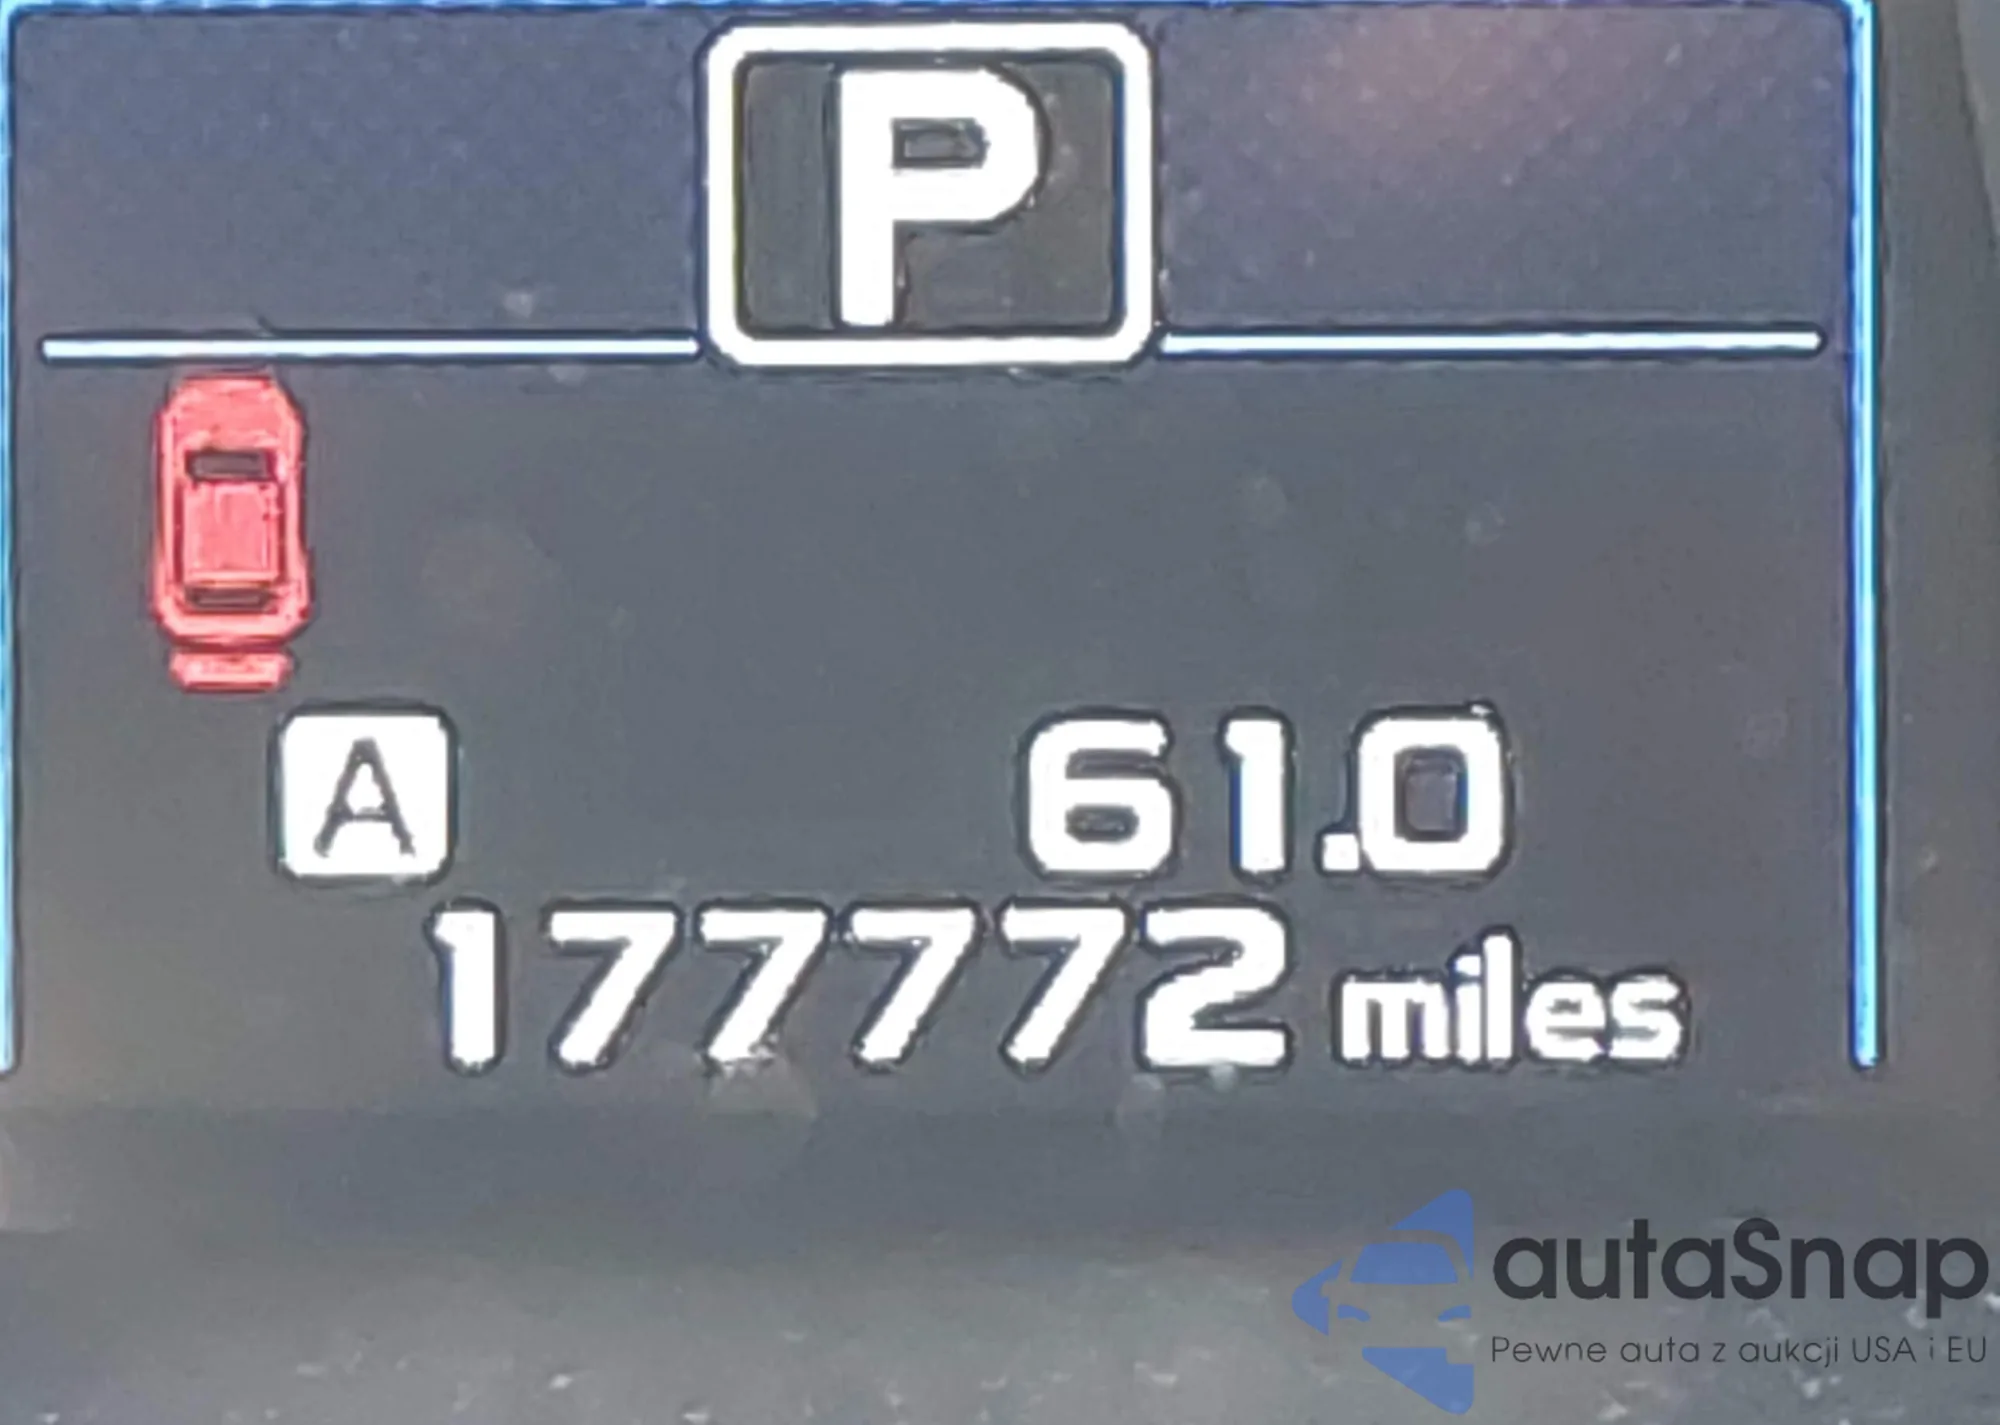 P
A 61.0
177772 miles
autaSnap
Pewne auta z aukcji USA i EU